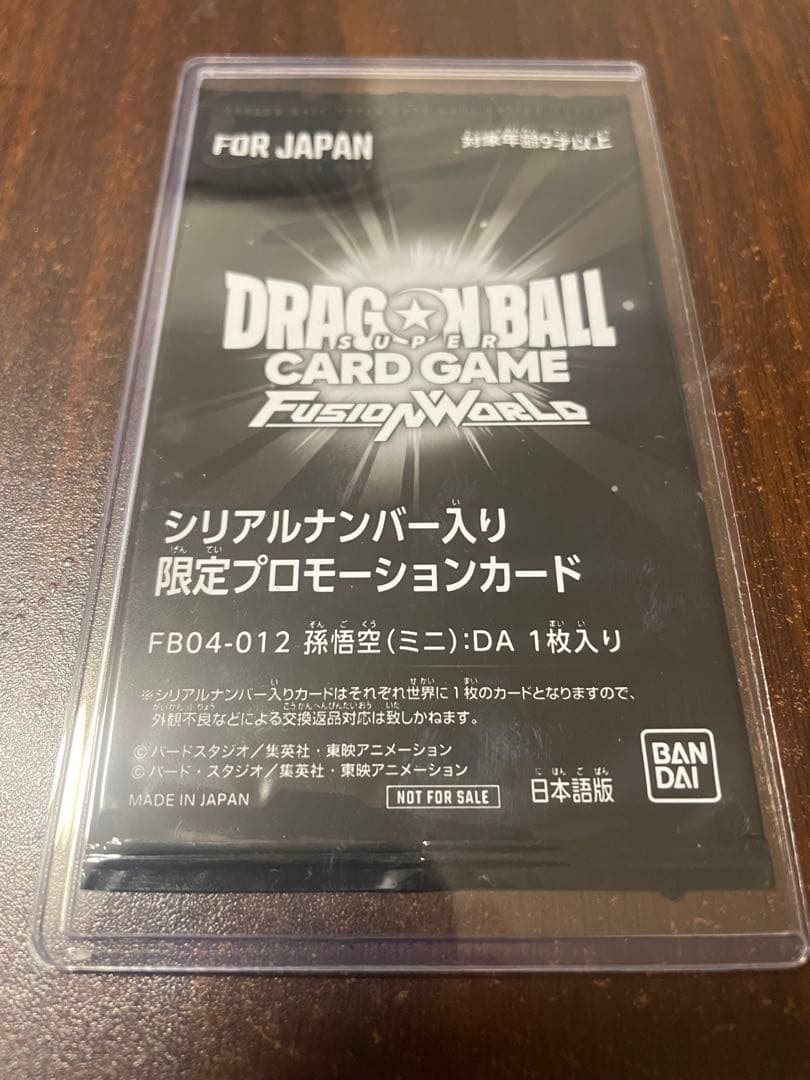 FOR JAPAN
対象年齢9才以上
DRAGON BALL
SUPER
CARD GAME
FUSION WORLD
シリアルナンバー入り
限定プロモーションカード
FB04-012 孫悟空(ミニ):DA 1枚入り
※シリアルナンバー入りカードはそれぞれ世界に1枚のカードとなりますので、
外観不良などによる交換返品対応は致しかねます。
©バードスタジオ/集英社・東映アニメーション
©バード・スタジオ/集英社・東映アニメーション
MADE IN JAPAN
NOT FOR SALE
日本語版
BAN
DAI